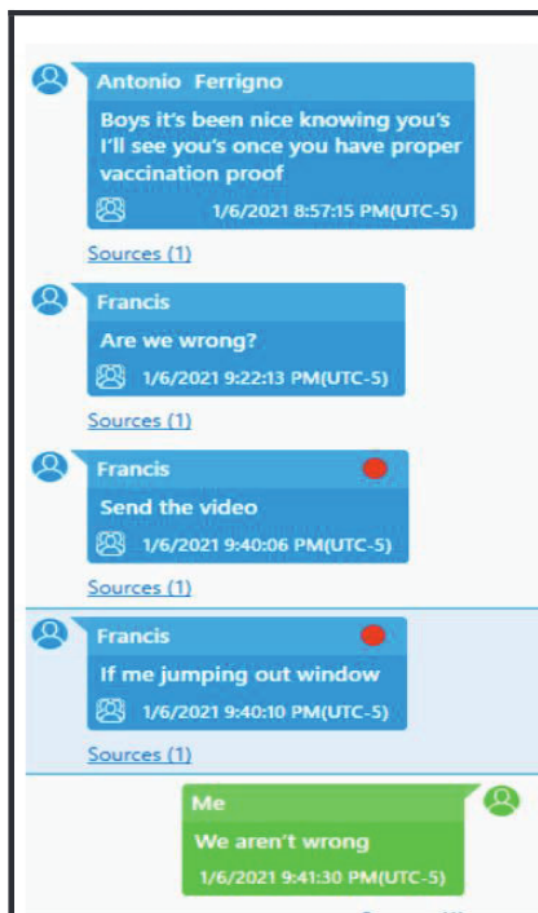 Antonio Ferrigno
Boys it's been nice knowing you's
I'll see you's once you have proper
vaccination proof
1/6/2021 8:57:15 PM(UTC-5)
Sources (1)
Francis
Are we wrong?
1/6/2021 9:22:13 PM(UTC-5)
Sources (1)
Francis
Send the video
1/6/2021 9:40:06 PM(UTC-5)
Sources (1)
Francis
If me jumping out window
1/6/2021 9:40:10 PM(UTC-5)
Sources (1)
Me
We aren't wrong
1/6/2021 9:41:30 PM(UTC-5)